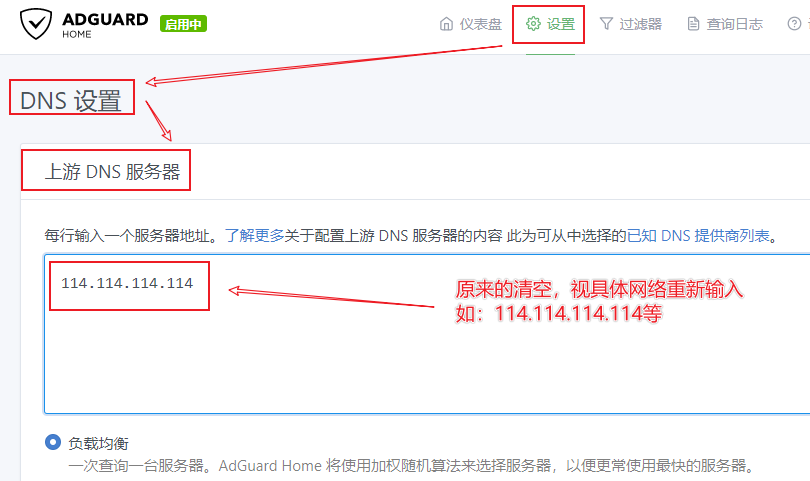 ADGUARD
HOME
启用中
仪表盘
设置
过滤器
查询日志
DNS 设置
上游 DNS 服务器
每行输入一个服务器地址。了解更多关于配置上游 DNS 服务器的内容 此为可从中选择的已知 DNS 提供商列表。
114.114.114.114
原来的清空，视具体网络重新输入
如：114.114.114.114等
负载均衡
一次查询一台服务器。AdGuard Home 将使用加权随机算法来选择服务器，以便更常使用最快的服务器。